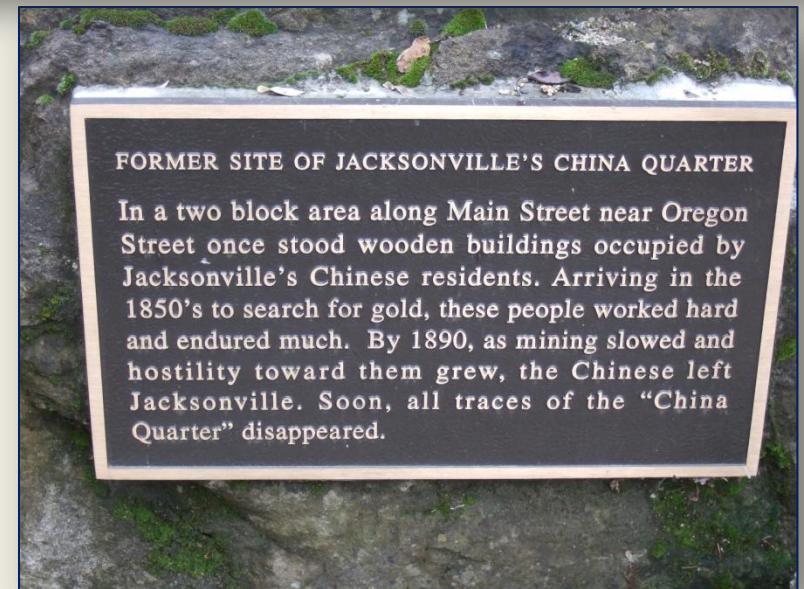 FORMER SITE OF JACKSONVILLE'S CHINA QUARTER
In a two block area along Main Street near Oregon
Street once stood wooden buildings occupied by
Jacksonville's Chinese residents. Arriving in the
1850's to search for gold, these people worked hard
and endured much. By 1890, as mining slowed and
hostility toward them grew, the Chinese left
Jacksonville. Soon, all traces of the “China
Quarter” disappeared.